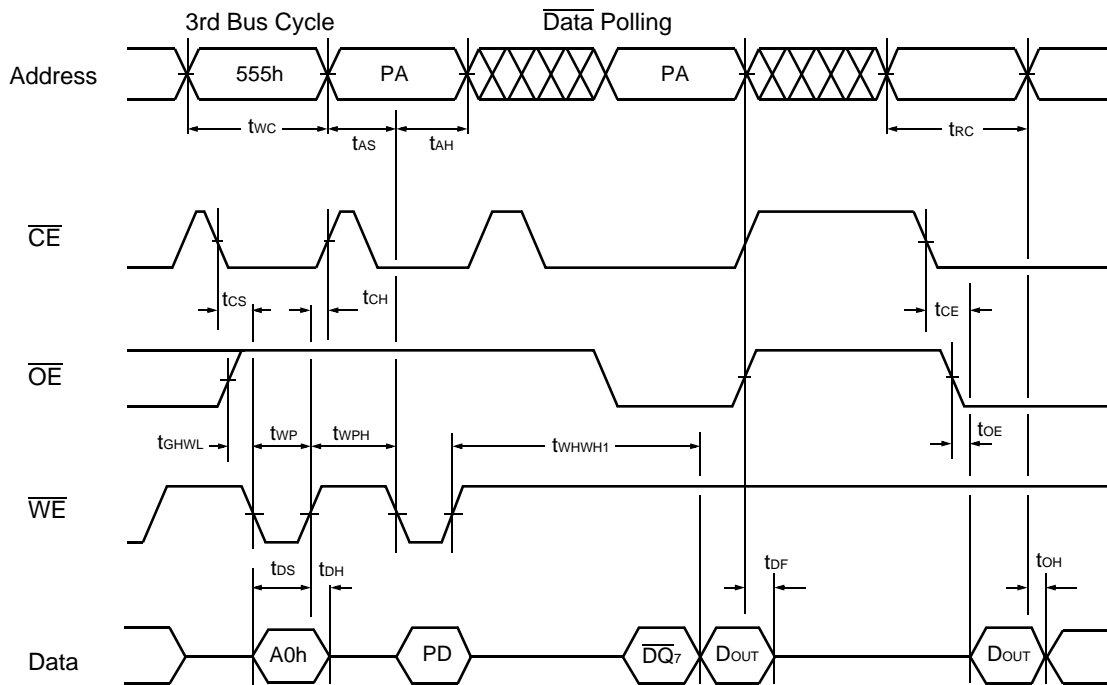 3rd Bus Cycle
Data Polling
Address
555h
PA
PA
tWC
tAS
tAH
tRC
CE
tCS
tCH
tCE
OE
tGHWL
tWP
tWPH
tWHWH1
tOE
WE
tDS
tDH
tDF
tOH
Data
A0h
PD
DQ7
DOUT
DOUT